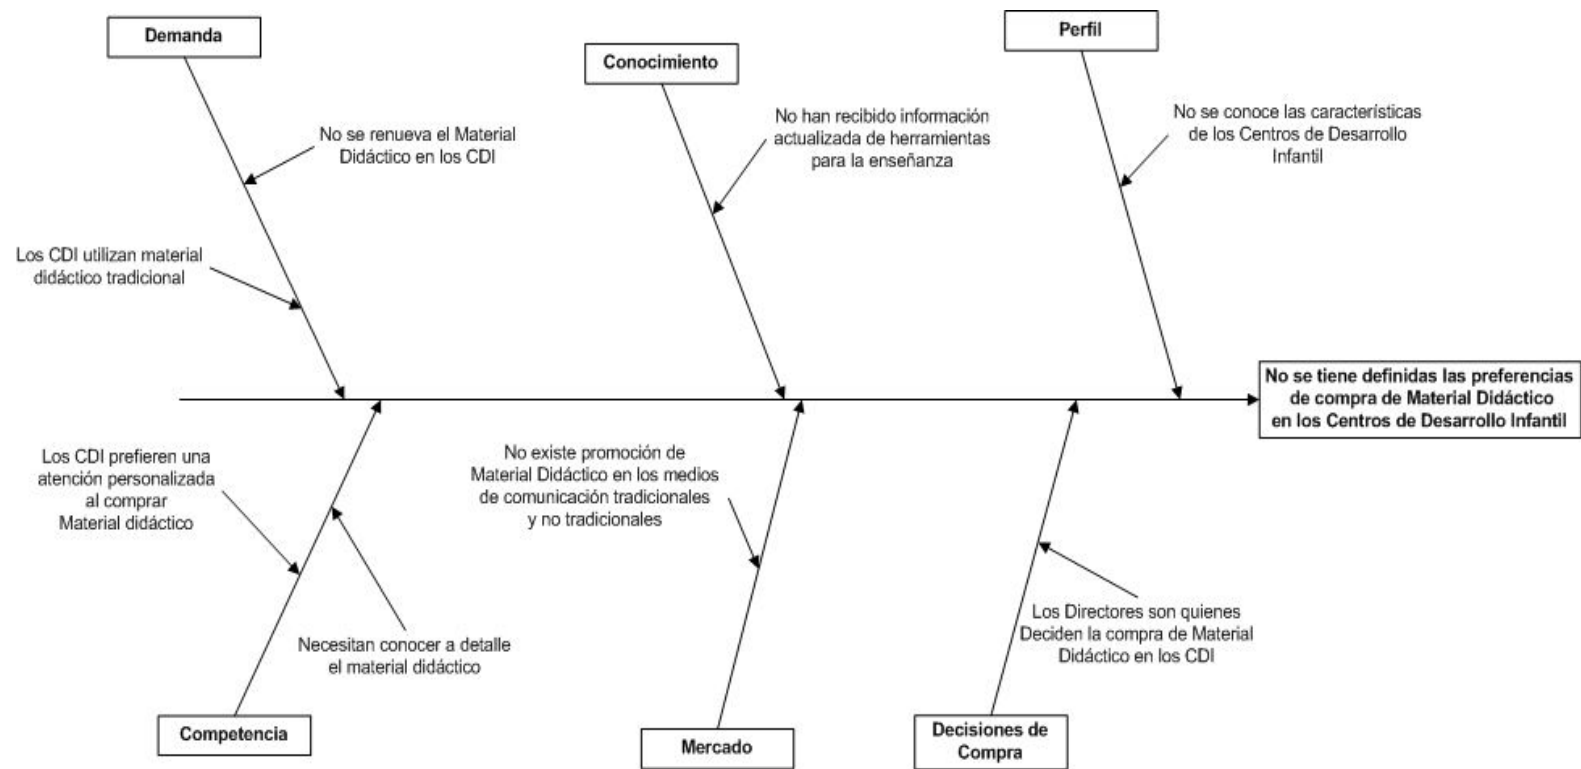 Demanda
Conocimiento
Perfil
No se renueva el Material
Didáctico en los CDI
No han recibido información
actualizada de herramientas
para la enseñanza
No se conoce las características
de los Centros de Desarrollo
Infantil
Los CDI utilizan material
didáctico tradicional
No se tiene definidas las preferencias
de compra de Material Didáctico
en los Centros de Desarrollo Infantil
Los CDI prefieren una
atención personalizada
al comprar
Material didáctico
No existe promoción de
Material Didáctico en los medios
de comunicación tradicionales
y no tradicionales
Necesitan conocer a detalle
el material didáctico
Los Directores son quienes
Deciden la compra de Material
Didáctico en los CDI
Competencia
Mercado
Decisiones de
Compra